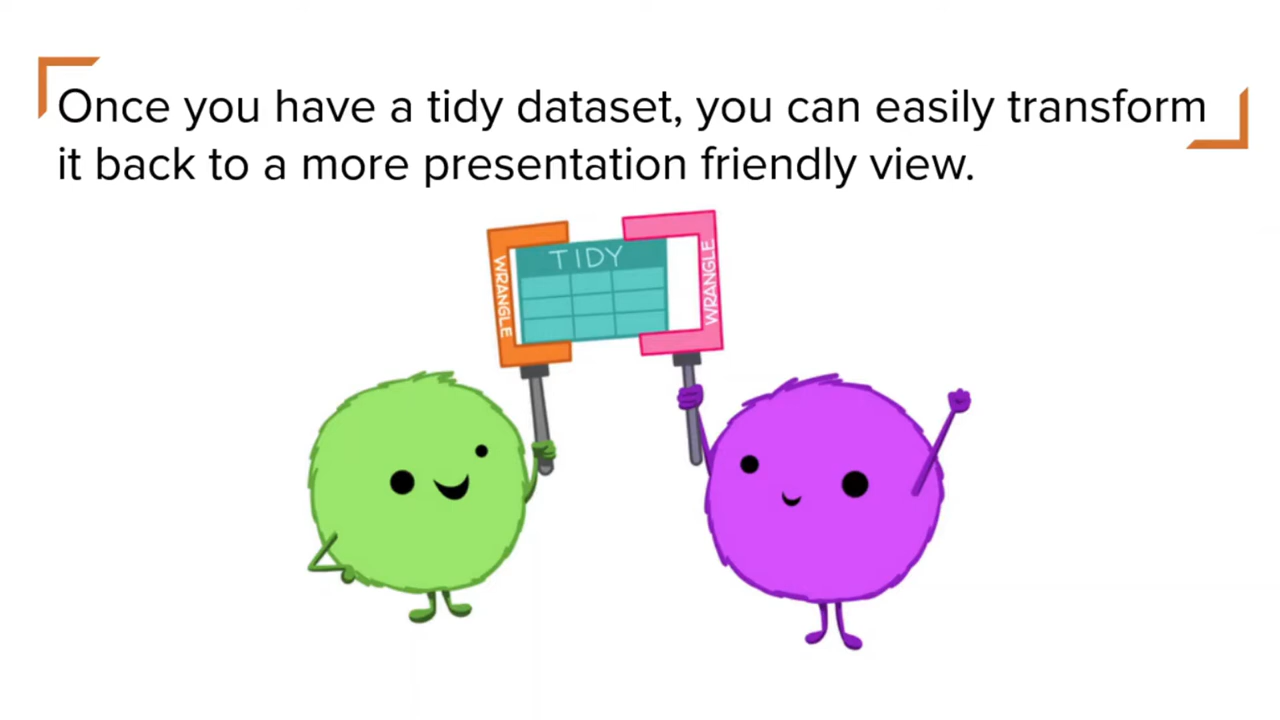 Once you have a tidy dataset, you can easily transform
it back to a more presentation friendly view.
TIDY
WRANGLE
WRANGLE